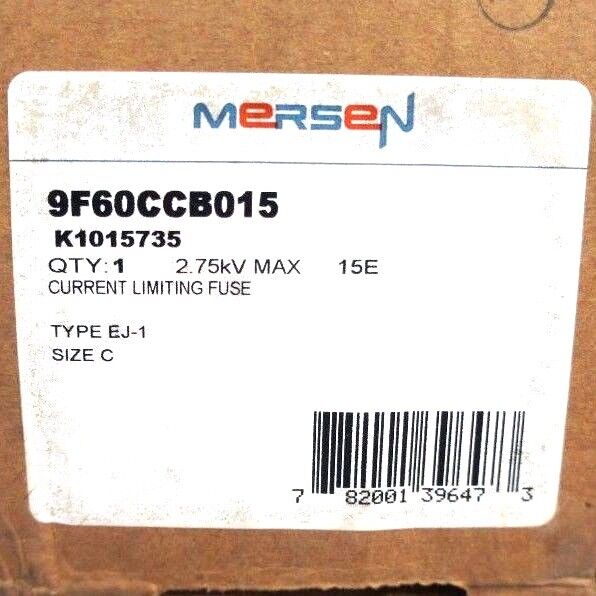 MERSEN
9F60CCB015
K1015735
QTY: 1 2.75kV MAX 15E
CURRENT LIMITING FUSE
TYPE EJ-1
SIZE C
7 82001 39647 3